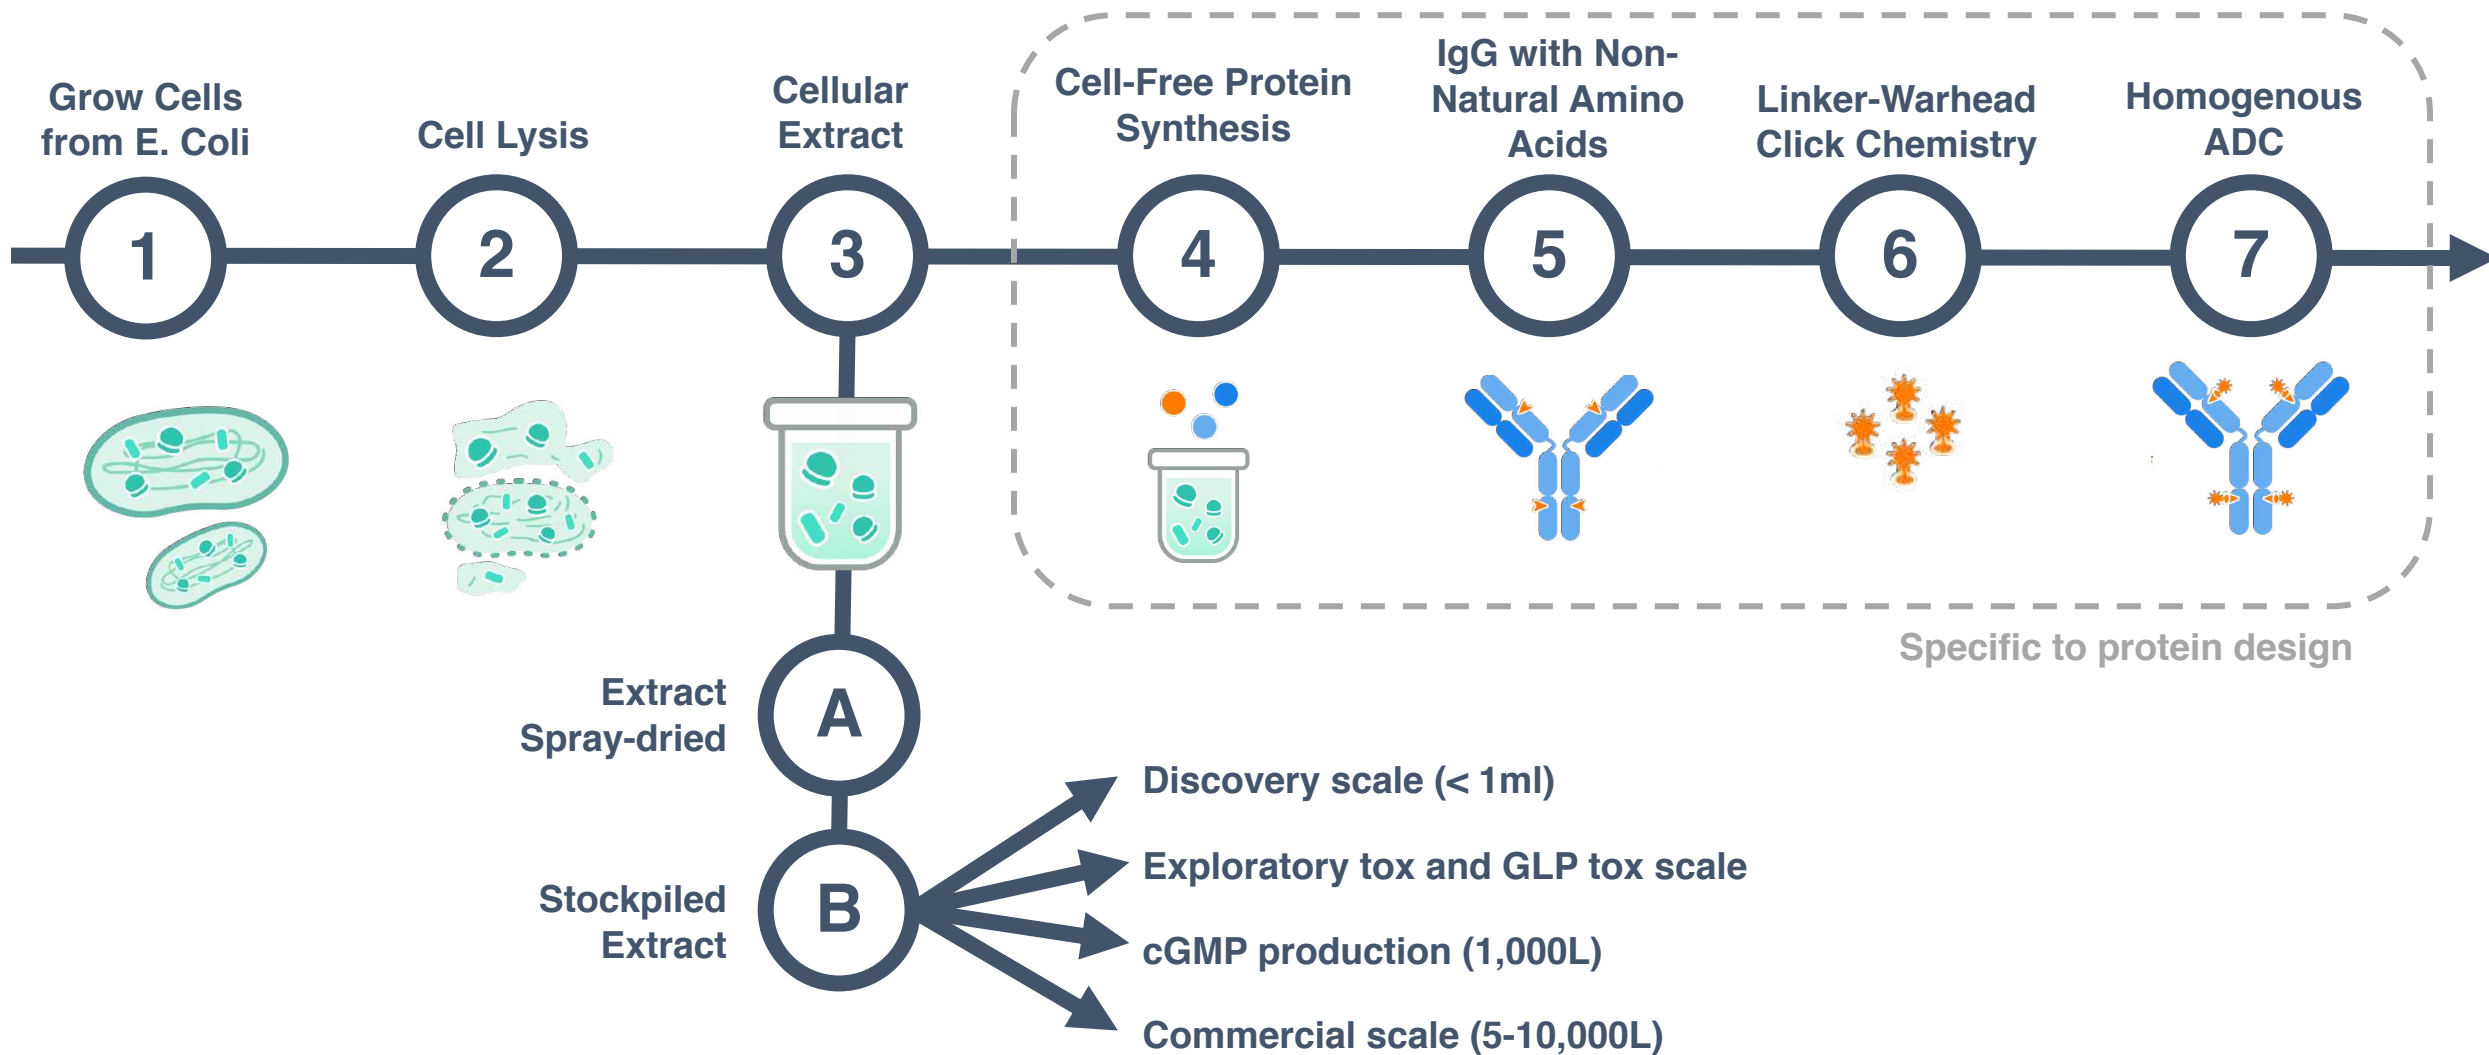 Grow Cells
from E. Coli
1
Cell Lysis
2
Cellular
Extract
3
Cell-Free Protein
Synthesis
4
IgG with Non-
Natural Amino
Acids
5
Linker-Warhead
Click Chemistry
6
Homogenous
ADC
7
Specific to protein design
Extract
Spray-dried
A
Stockpiled
Extract
B
Discovery scale (< 1ml)
Exploratory tox and GLP tox scale
cGMP production (1,000L)
Commercial scale (5-10,000L)